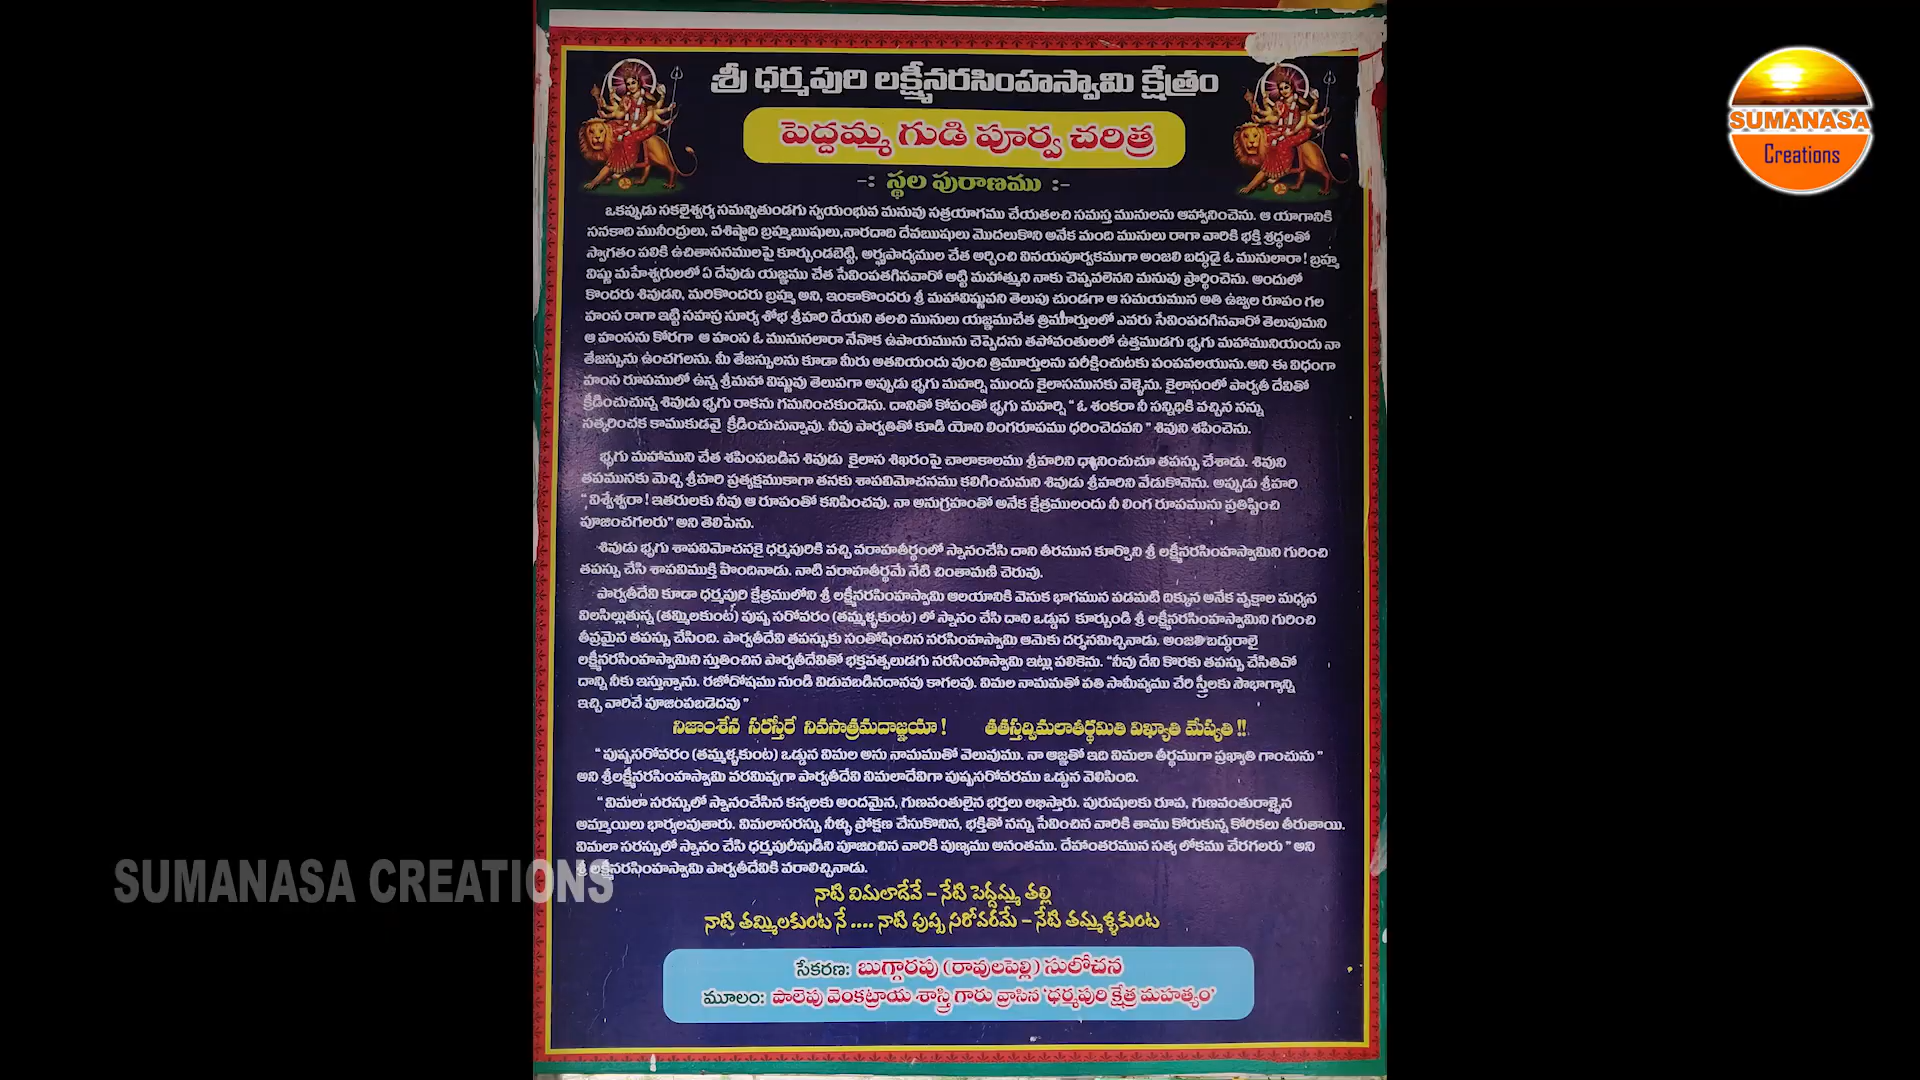 శ్రీ ధర్మపురి లక్ష్మీనరసింహస్వామి క్షేత్రం
పెద్దమ్మ గుడి పూర్వ చరిత్ర
-: స్థల పురాణము :-
ఒకప్పుడు సకలైశ్వర్య సమన్వితుండగు స్వయంభువ మనువు సత్రయాగము చేయతలచి సమస్త మునులను ఆహ్వానించెను. ఆ యాగానికి
సనకాది మునీంద్రులు, వశిష్టాది బ్రహ్మఋషులు,నారదాది దేవఋషులు మొదలుకొని అనేక మంది మునులు రాగా వారికి భక్తి శ్రద్ధలతో
స్వాగతం పలికి ఉచితాసనములపై కూర్చుండబెట్టి, అర్ఘపాద్యముల చేత అర్చించి వినయపూర్వకముగా అంజలి బద్ధుడై ఓ మునులారా ! బ్రహ్మ
విష్ణు మహేశ్వరులలో ఏ దేవుడు యజ్ఞము చేత సేవింపతగినవారో అట్టి మహాత్ముని నాకు చెప్పవలెనని మనువు ప్రార్థించెను. అందులో
కొందరు శివుడని, మరికొందరు బ్రహ్మ అని, ఇంకాకొందరు శ్రీ మహావిష్ణువని తెలుపు చుండగా ఆ సమయమున అతి ఉజ్వల రూపం గల
హంస రాగా ఇట్టి సహస్ర సూర్య శోభ శ్రీహరి దేయని తలచి మునులు యజ్ఞముచేత త్రిమూర్తులలో ఎవరు సేవింపదగినవారో తెలుపుమని
ఆ హంసను కోరగా ఆ హంస ఓ మునునలారా నేనొక ఉపాయమును చెప్పెదను తపోవంతులలో ఉత్తముడగు భృగు మహామునియందు నా
తేజస్సును ఉంచగలను. మీ తేజస్సులను కూడా మీరు అతనియందు వుంచి త్రిమూర్తులను పరీక్షించుటకు పంపవలయును.అని ఈ విధంగా
హంస రూపములో ఉన్న శ్రీమహా విష్ణువు తెలుపగా అప్పుడు భృగు మహర్షి ముందు కైలాసమునకు వెళ్ళెను. కైలాసంలో పార్వతీ దేవితో
క్రీడించుచున్న శివుడు భృగు రాకను గమనించకుండెను. దానితో కోపంతో భృగు మహర్షి " ఓ శంకరా నీ సన్నిధికి వచ్చిన నన్ను
సత్కరించక కాముకుడవై క్రీడించుచున్నావు. నీవు పార్వతితో కూడి యోని లింగరూపము ధరించెదవని " శివుని శపించెను.
భృగు మహాముని చేత శపింపబడిన శివుడు కైలాస శిఖరంపై చాలాకాలము శ్రీహరిని ధ్యానించుచూ తపస్సు చేశాడు. శివుని
తపమునకు మెచ్చి శ్రీహరి ప్రత్యక్షముకాగా తనకు శాపవిమోచనము కలిగించుమని శివుడు శ్రీహరిని వేడుకొనెను. అప్పుడు శ్రీహరి
" విశ్వేశ్వరా ! ఇతరులకు నీవు ఆ రూపంతో కనిపించవు. నా అనుగ్రహంతో అనేక క్షేత్రములందు నీ లింగ రూపమును ప్రతిష్టించి
పూజించగలరు" అని తెలిపెను.
శివుడు భృగు శాపవిమోచనకై ధర్మపురికి వచ్చి వరాహతీర్థంలో స్నానంచేసి దాని తీరమున కూర్చొని శ్రీ లక్ష్మీనరసింహస్వామిని గురించి
తపస్సు చేసి శాపవిముక్తి పొందినాడు. నాటి వరాహతీర్థమే నేటి చింతామణి చెరువు.
పార్వతీదేవి కూడా ధర్మపురి క్షేత్రములోని శ్రీ లక్ష్మీనరసింహస్వామి ఆలయానికి వెనుక భాగమున పడమటి దిక్కున అనేక వృక్షాల మధ్యన
విలసిల్లుతున్న (తమ్మిలకుంట) పుష్ప సరోవరం (తమ్మళ్ళకుంట) లో స్నానం చేసి దాని ఒడ్డున కూర్చుండి శ్రీ లక్ష్మీనరసింహస్వామిని గురించి
తీవ్రమైన తపస్సు చేసింది. పార్వతీదేవి తపస్సుకు సంతోషించిన నరసింహస్వామి ఆమెకు దర్శనమిచ్చినాడు. అంజలి బద్ధురాలై
లక్ష్మీనరసింహస్వామిని స్తుతించిన పార్వతీదేవితో భక్తవత్సలుడగు నరసింహస్వామి ఇట్లు పలికెను. "నీవు దేని కొరకు తపస్సు చేసితివో
దాన్ని నీకు ఇస్తున్నాను. రజోదోషము నుండి విడువబడినదానవు కాగలవు. విమల నామమతో పతి సామీప్యము చేరి స్త్రీలకు సౌభాగ్యాన్ని
ఇచ్చి వారిచే పూజింపబడెదవు "
నిజాంశేన సరస్తీరే నివసాత్రమదాజ్ఞయా ! తతస్తద్విమలాతీర్థమితి విఖ్యాతి మేష్యతి !!
" పుష్పసరోవరం (తమ్మళ్ళకుంట) ఒడ్డున విమల అను నామముతో వెలువుము. నా ఆజ్ఞతో ఇది విమలా తీర్థముగా ప్రఖ్యాతి గాంచును "
అని శ్రీలక్ష్మీనరసింహస్వామి వరమివ్వగా పార్వతీదేవి విమలాదేవిగా పుష్పసరోవరము ఒడ్డున వెలిసింది.
" విమలా సరస్సులో స్నానంచేసిన కన్యలకు అందమైన, గుణవంతులైన భర్తలు లభిస్తారు. పురుషులకు రూప, గుణవంతురాళ్ళైన
అమ్మాయిలు భార్యలవుతారు. విమలాసరస్సు నీళ్ళు ప్రోక్షణ చేసుకొనిన, భక్తితో నన్ను సేవించిన వారికి తాము కోరుకున్న కోరికలు తీరుతాయి.
విమలా సరస్సులో స్నానం చేసి ధర్మపురీషుడిని పూజించిన వారికి పుణ్యము అనంతము. దేహాంతరమున సత్య లోకము చేరగలరు " అని
శ్రీ లక్ష్మీనరసింహస్వామి పార్వతీదేవికి వరాలిచ్చినాడు.
నాటి విమలాదేవే – నేటి పెద్దమ్మ తల్లి
నాటి తమ్మిలకుంట నే .... నాటి పుష్ప సరోవరమే – నేటి తమ్మళ్ళకుంట
సేకరణ: బుగ్గారపు (రావులపెల్లి) సులోచన
మూలం: పాలెపు వెంకట్రాయ శాస్త్రి గారు వ్రాసిన 'ధర్మపురి క్షేత్ర మహత్యం'
SUMANASA
Creations
SUMANASA CREATIONS